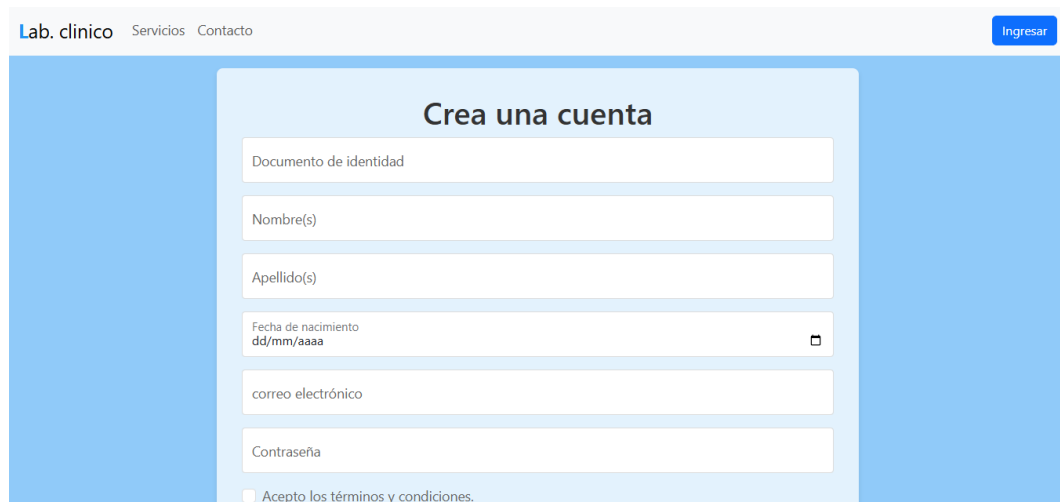 Lab. clinico Servicios Contacto Ingresar
Crea una cuenta
Documento de identidad
Nombre(s)
Apellido(s)
Fecha de nacimiento
dd/mm/aaaa
correo electrónico
Contraseña
Acepto los términos y condiciones.